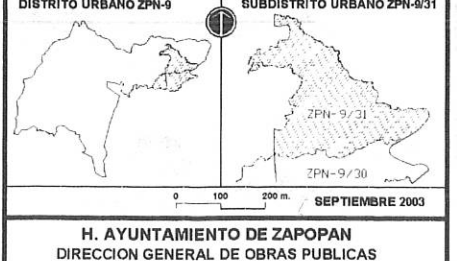 DISTRITO URBANO ZPN-9
SUBDISTRITO URBANO ZPN-9/31
ZPN-9/31
ZPN-9/30
0 100 200 m.
SEPTIEMBRE 2003
H. AYUNTAMIENTO DE ZAPOPAN
DIRECCION GENERAL DE OBRAS PUBLICAS